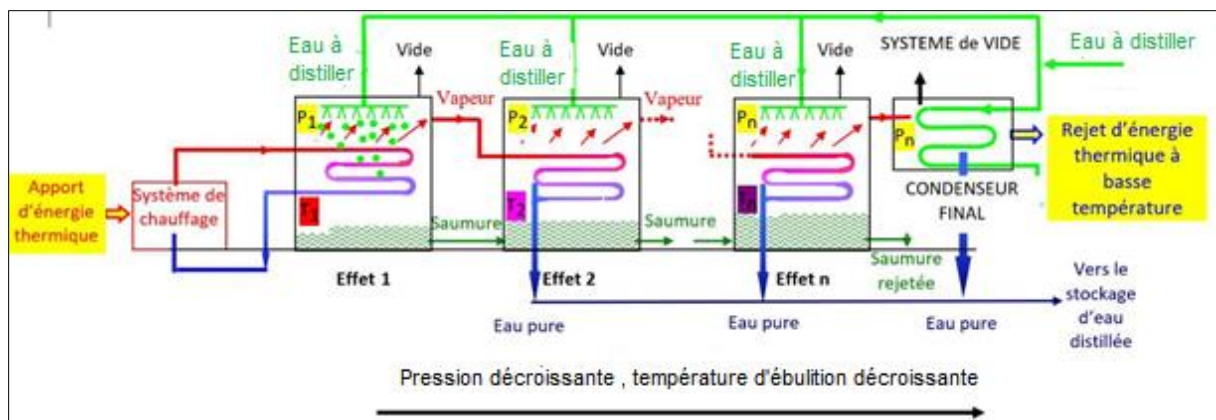 Eau à
distiller
Vide
Eau à
distiller
Vide
Eau à
distiller
Vide
SYSTEME de VIDE
Eau à distiller
Vapeur
Vapeur
P1
P2
Pn
Pn
Rejet d'énergie
thermique à
basse
température
Apport
d'énergie
thermique
Système de
chauffage
T1
T2
Tn
CONDENSEUR
FINAL
Saumure
Saumure
Saumure
rejetée
Effet 1
Effet 2
Effet n
Vers le
stockage
d'eau
distillée
Eau pure
Eau pure
Eau pure
Pression décroissante , température d'ébulition décroissante